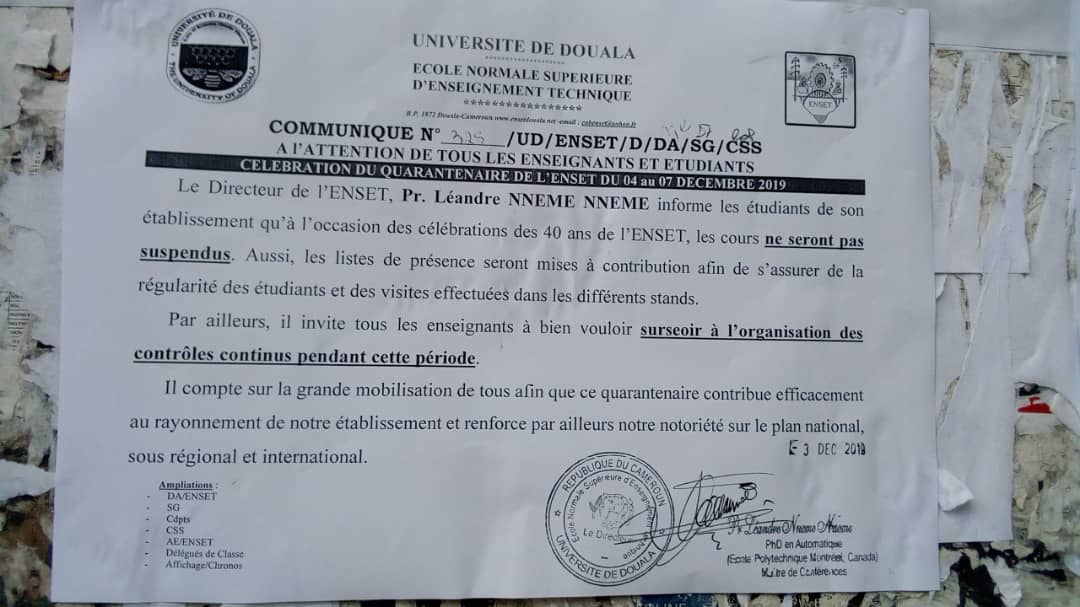 UNIVERSITÉ DE DOUALA
THE UNIVERSITY OF DOUALA
UNIVERSITE DE DOUALA
********************
ECOLE NORMALE SUPERIEURE
D'ENSEIGNEMENT TECHNIQUE
ENSET
******************
B.P. 1872 Douala-Cameroun.www.ensetdouala.net -email :
COMMUNIQUE N° 325 /UD/ENSET/D/DA/SG/CSS
A l'ATTENTION DE TOUS LES ENSEIGNANTS ET ETUDIANTS
CELEBRATION DU QUARANTENAIRE DE L'ENSET DU 04 au 07 DECEMBRE 2019
Le Directeur de l'ENSET, Pr. Léandre NNEME NNEME informe les étudiants de son
établissement qu'à l'occasion des célébrations des 40 ans de l'ENSET, les cours ne seront pas
suspendus. Aussi, les listes de présence seront mises à contribution afin de s'assurer de la
régularité des étudiants et des visites effectuées dans les différents stands.
Par ailleurs, il invite tous les enseignants à bien vouloir surseoir à l'organisation des
contrôles continus pendant cette période.
Il compte sur la grande mobilisation de tous afin que ce quarantenaire contribue efficacement
au rayonnement de notre établissement et renforce par ailleurs notre notoriété sur le plan national,
sous régional et international.
3 DEC 2019
Ampliations :
- DA/ENSET
- SG
- Cdpts
- CSS
- AE/ENSET
- Délégués de Classe
- Affichage/Chronos
REPUBLIQUE DU CAMEROUN
Ecole Normale Supérieure d'Enseignement Technique
Le Directeur
UNIVERSITE DE DOUALA
Pr Léandre Nneme Nneme
PhD en Automatique
(Ecole Polytechnique Montréal, Canada)
Maître de Conférences